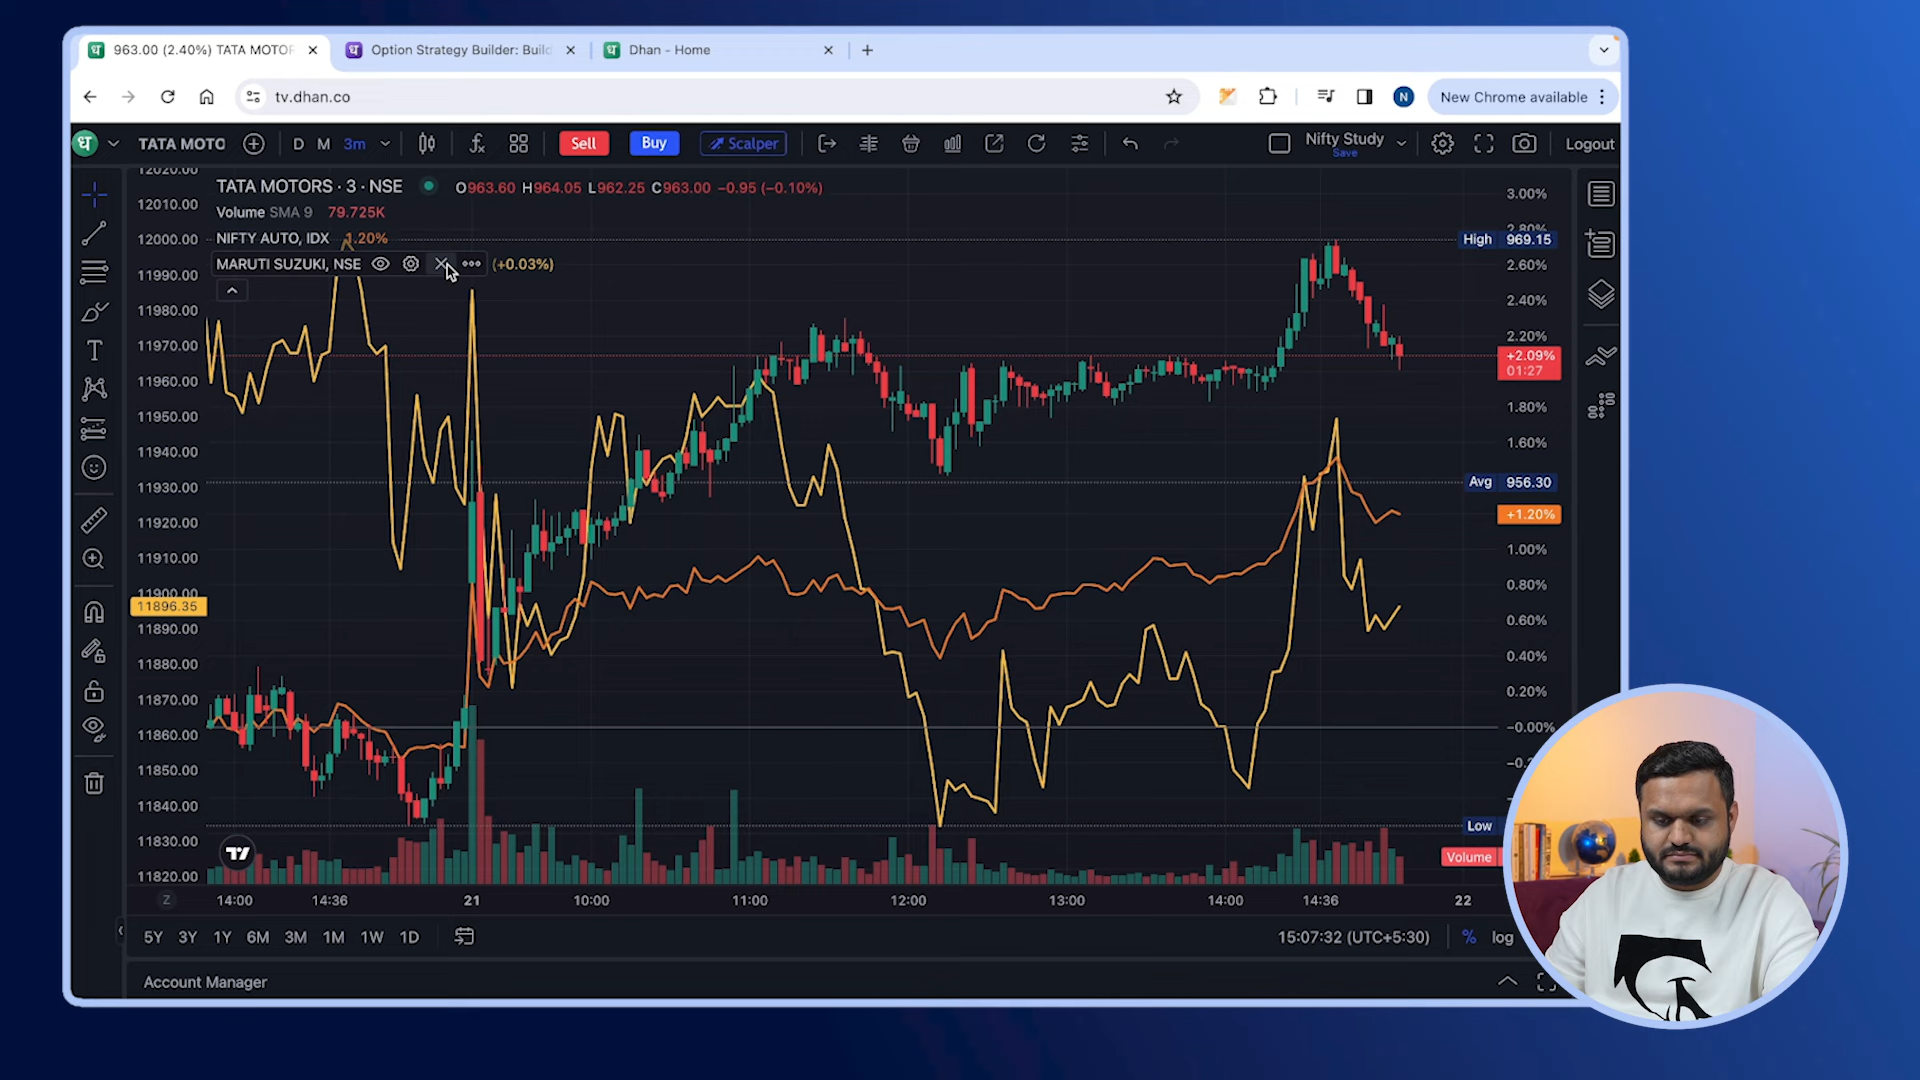 963.00 (2.40%) TATA MOTOR
Option Strategy Builder: Build
Dhan - Home
tv.dhan.co
N
New Chrome available
ध
TATA MOTO
D
M
3m
Sell
Buy
Scalper
Nifty Study
Save
Logout
TATA MOTORS · 3 · NSE
O963.60 H964.05 L962.25 C963.00 −0.95 (−0.10%)
Volume SMA 9 79.725K
NIFTY AUTO, IDX 1.20%
MARUTI SUZUKI, NSE (+0.03%)
12020.00
12010.00
12000.00
11990.00
11980.00
11970.00
11960.00
11950.00
11940.00
11930.00
11920.00
11910.00
11900.00
11896.35
11890.00
11880.00
11870.00
11860.00
11850.00
11840.00
11830.00
11820.00
3.00%
2.80%
High 969.15
2.60%
2.40%
2.20%
+2.09%
01:27
1.80%
1.60%
Avg 956.30
+1.20%
1.00%
0.80%
0.60%
0.40%
0.20%
−0.00%
Low
Volume
Z
14:00
14:36
21
10:00
11:00
12:00
13:00
14:00
14:36
22
5Y 3Y 1Y 6M 3M 1M 1W 1D
15:07:32 (UTC+5:30)
% log
Account Manager